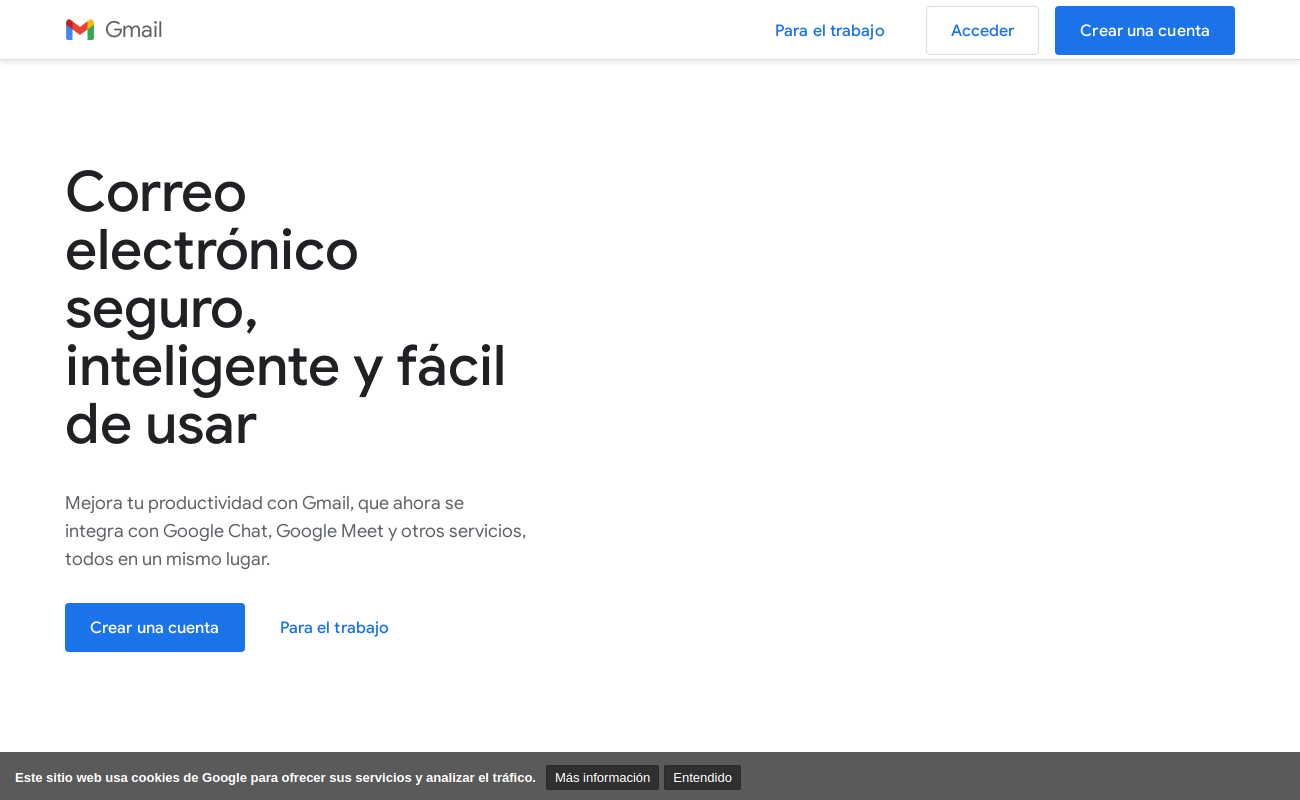 Gmail
Para el trabajo
Acceder
Crear una cuenta
Correo
electrónico
seguro,
inteligente y fácil
de usar
Mejora tu productividad con Gmail, que ahora se
integra con Google Chat, Google Meet y otros servicios,
todos en un mismo lugar.
Crear una cuenta
Para el trabajo
Este sitio web usa cookies de Google para ofrecer sus servicios y analizar el tráfico.
Más información
Entendido